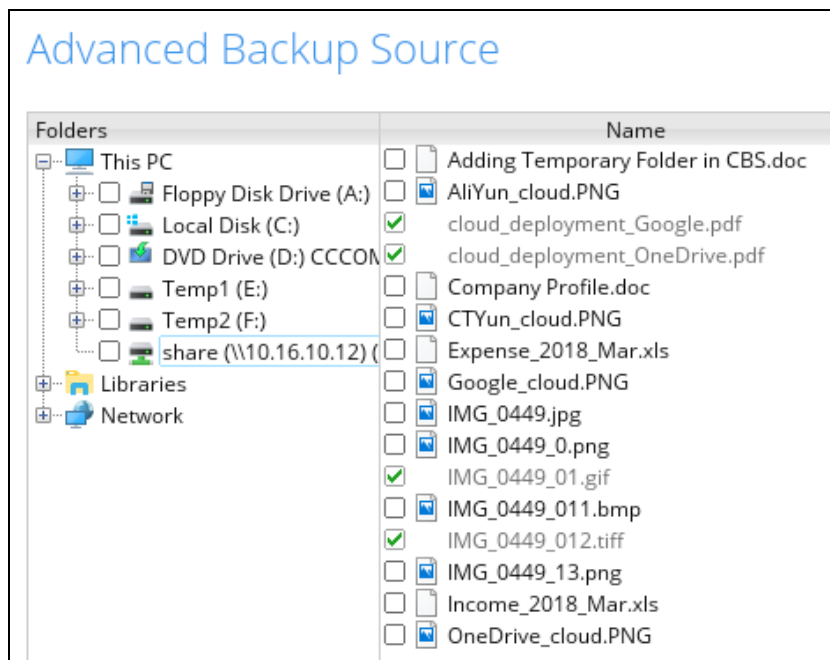 Advanced Backup Source
Folders
This PC
Floppy Disk Drive (A:)
Local Disk (C:)
DVD Drive (D:) CCCOM
Temp1 (E:)
Temp2 (F:)
share (\\10.16.10.12) (
Libraries
Network
Name
Adding Temporary Folder in CBS.doc
AliYun_cloud.PNG
cloud_deployment_Google.pdf
cloud_deployment_OneDrive.pdf
Company Profile.doc
CTYun_cloud.PNG
Expense_2018_Mar.xls
Google_cloud.PNG
IMG_0449.jpg
IMG_0449_0.png
IMG_0449_01.gif
IMG_0449_011.bmp
IMG_0449_012.tiff
IMG_0449_13.png
Income_2018_Mar.xls
OneDrive_cloud.PNG